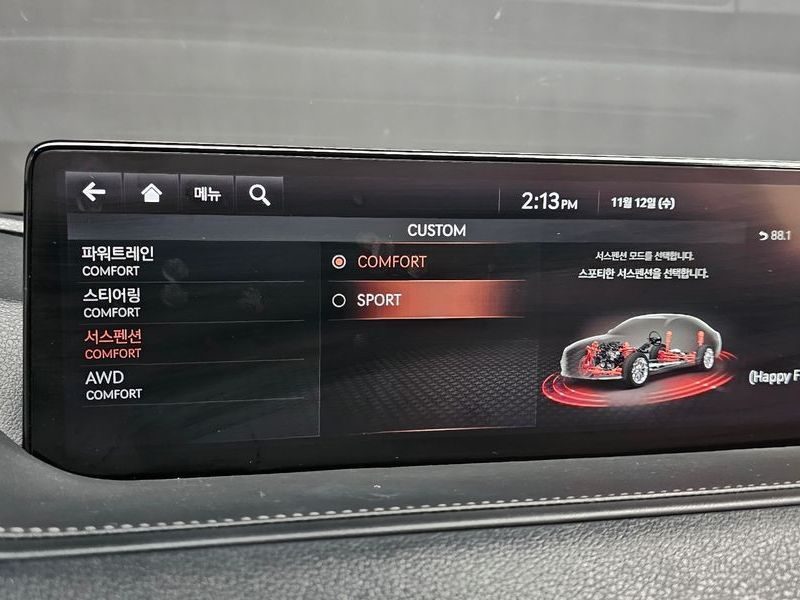 메뉴
2:13 PM
11월 12일 (수)
CUSTOM
88.1
파워트레인
COMFORT
스티어링
COMFORT
서스펜션
COMFORT
AWD
COMFORT
COMFORT
SPORT
서스펜션 모드를 선택합니다.
스포티한 서스펜션을 선택합니다.
(Happy F